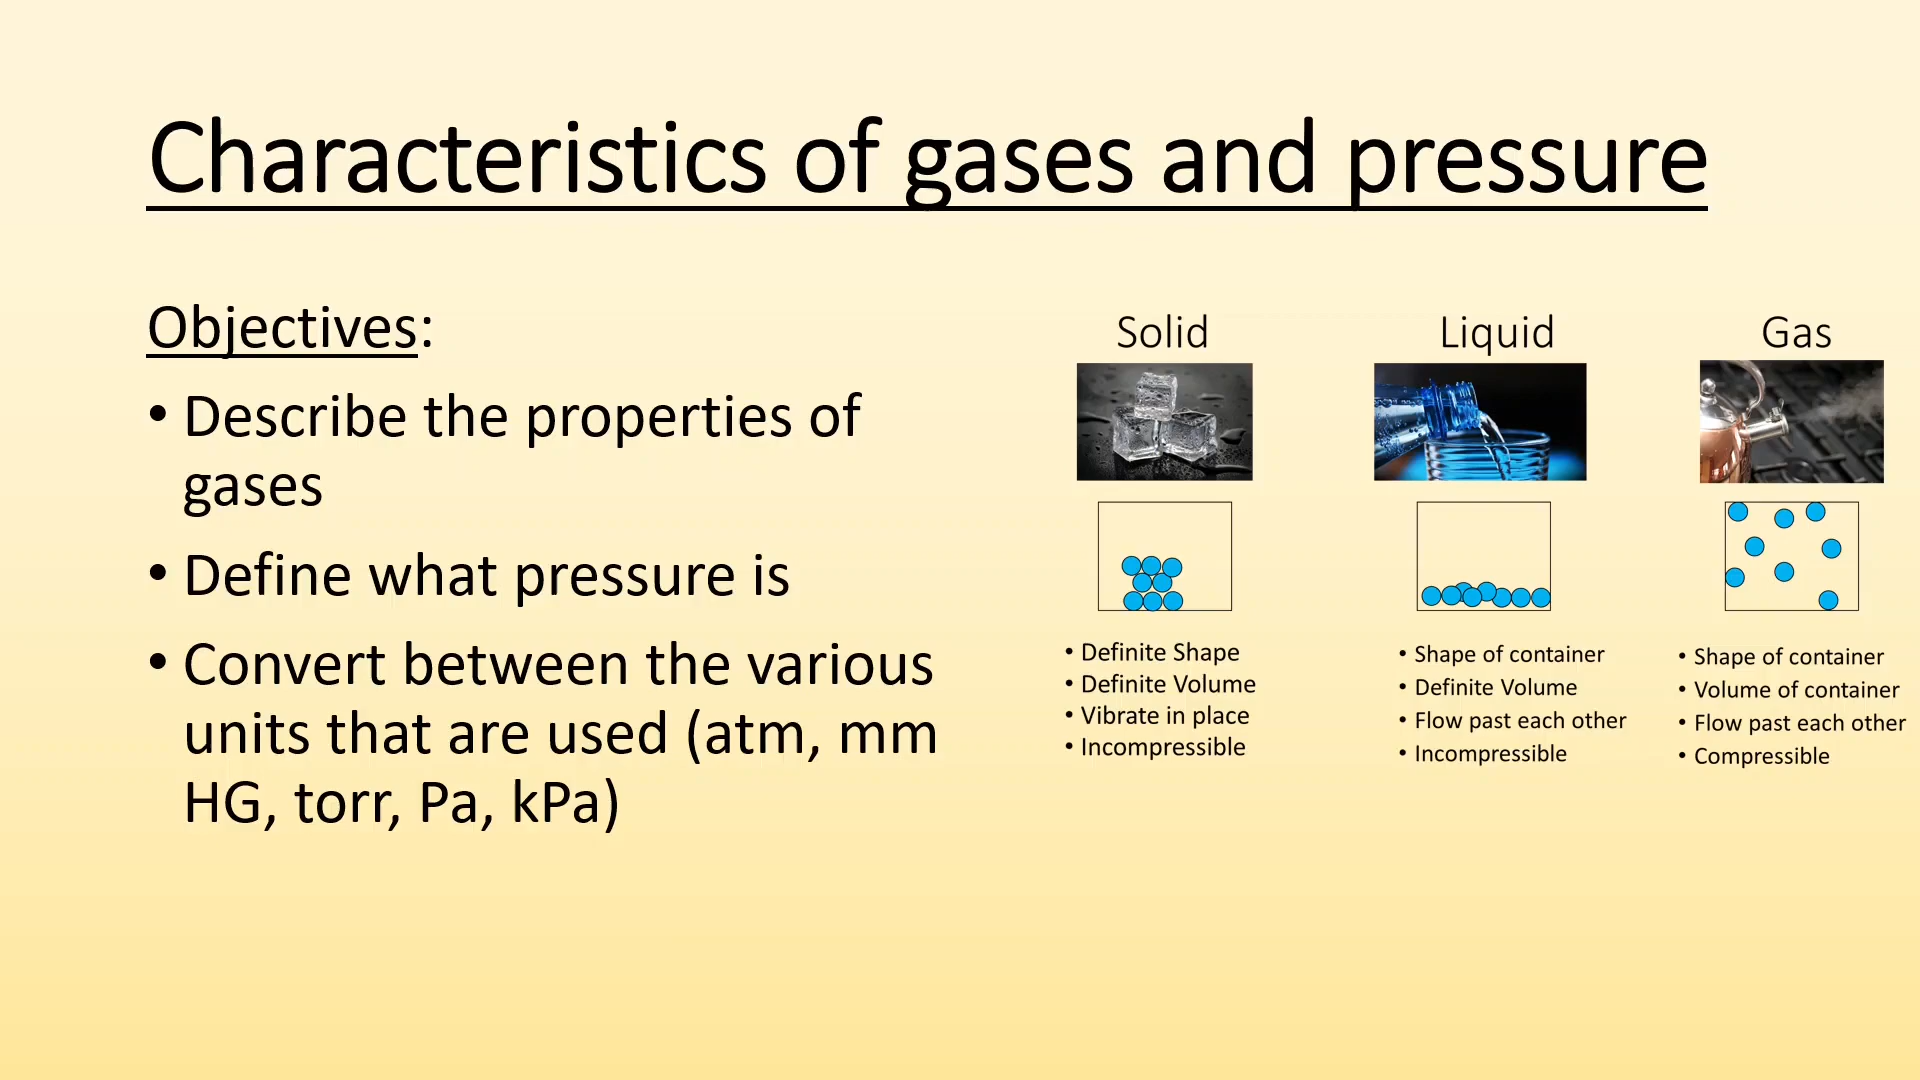 Characteristics of gases and pressure
Objectives:
• Describe the properties of
gases
• Define what pressure is
• Convert between the various
units that are used (atm, mm
HG, torr, Pa, kPa)
Solid
• Definite Shape
• Definite Volume
• Vibrate in place
• Incompressible
Liquid
• Shape of container
• Definite Volume
• Flow past each other
• Incompressible
Gas
• Shape of container
• Volume of container
• Flow past each other
• Compressible